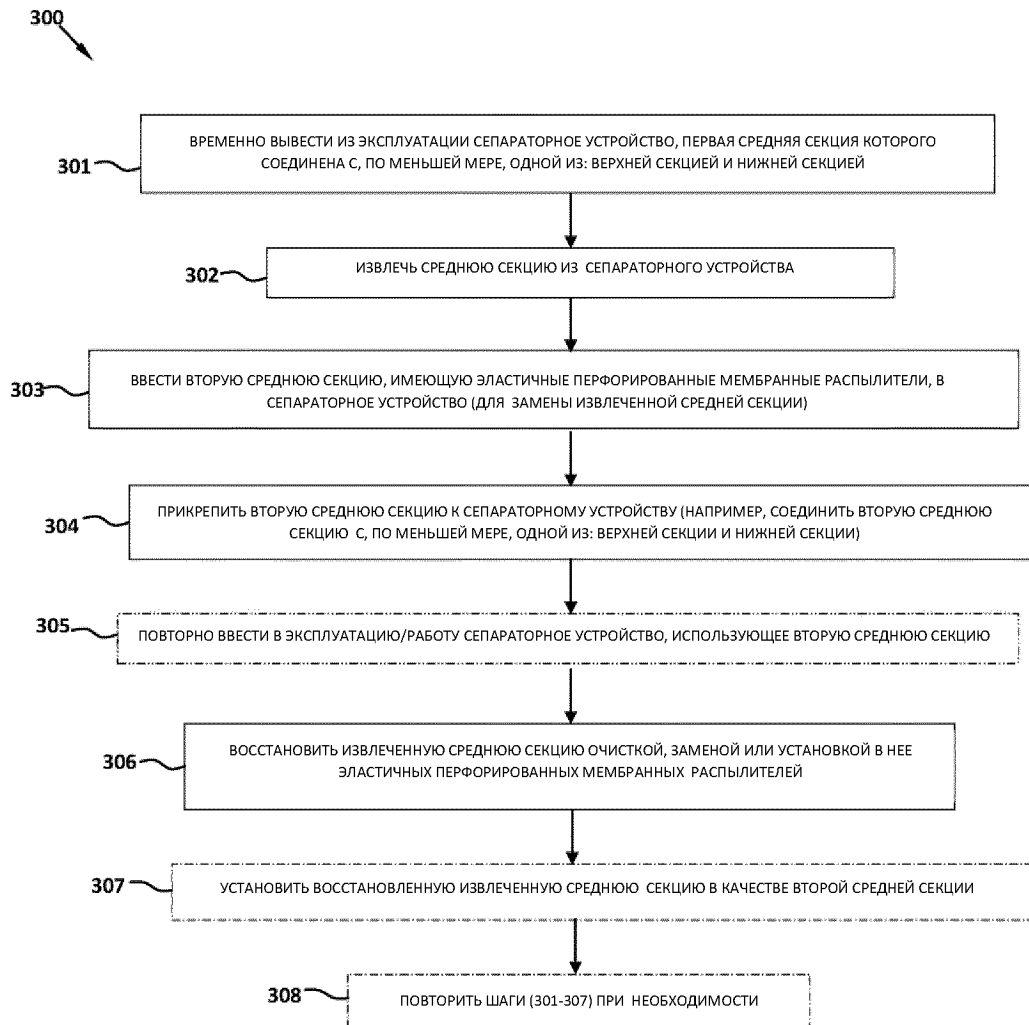 300
301
ВРЕМЕННО ВЫВЕСТИ ИЗ ЭКСПЛУАТАЦИИ СЕПАРАТОРНОЕ УСТРОЙСТВО, ПЕРВАЯ СРЕДНЯЯ СЕКЦИЯ КОТОРОГО
СОЕДИНЕНА С, ПО МЕНЬШЕЙ МЕРЕ, ОДНОЙ ИЗ: ВЕРХНЕЙ СЕКЦИЕЙ И НИЖНЕЙ СЕКЦИЕЙ
302
ИЗВЛЕЧЬ СРЕДНЮЮ СЕКЦИЮ ИЗ СЕПАРАТОРНОГО УСТРОЙСТВА
303
ВВЕСТИ ВТОРУЮ СРЕДНЮЮ СЕКЦИЮ, ИМЕЮЩУЮ ЭЛАСТИЧНЫЕ ПЕРФОРИРОВАННЫЕ МЕМБРАННЫЕ РАСПЫЛИТЕЛИ, В
СЕПАРАТОРНОЕ УСТРОЙСТВО (ДЛЯ ЗАМЕНЫ ИЗВЛЕЧЕННОЙ СРЕДНЕЙ СЕКЦИИ)
304
ПРИКРЕПИТЬ ВТОРУЮ СРЕДНЮЮ СЕКЦИЮ К СЕПАРАТОРНОМУ УСТРОЙСТВУ (НАПРИМЕР, СОЕДИНИТЬ ВТОРУЮ СРЕДНЮЮ
СЕКЦИЮ С, ПО МЕНЬШЕЙ МЕРЕ, ОДНОЙ ИЗ: ВЕРХНЕЙ СЕКЦИИ И НИЖНЕЙ СЕКЦИИ)
305
ПОВТОРНО ВВЕСТИ В ЭКСПЛУАТАЦИЮ/РАБОТУ СЕПАРАТОРНОЕ УСТРОЙСТВО, ИСПОЛЬЗУЮЩЕЕ ВТОРУЮ СРЕДНЮЮ СЕКЦИЮ
306
ВОССТАНОВИТЬ ИЗВЛЕЧЕННУЮ СРЕДНЮЮ СЕКЦИЮ ОЧИСТКОЙ, ЗАМЕНОЙ ИЛИ УСТАНОВКОЙ В НЕЕ
ЭЛАСТИЧНЫХ ПЕРФОРИРОВАННЫХ МЕМБРАННЫХ РАСПЫЛИТЕЛЕЙ
307
УСТАНОВИТЬ ВОССТАНОВЛЕННУЮ ИЗВЛЕЧЕННУЮ СРЕДНЮЮ СЕКЦИЮ В КАЧЕСТВЕ ВТОРОЙ СРЕДНЕЙ СЕКЦИИ
308
ПОВТОРИТЬ ШАГИ (301-307) ПРИ НЕОБХОДИМОСТИ